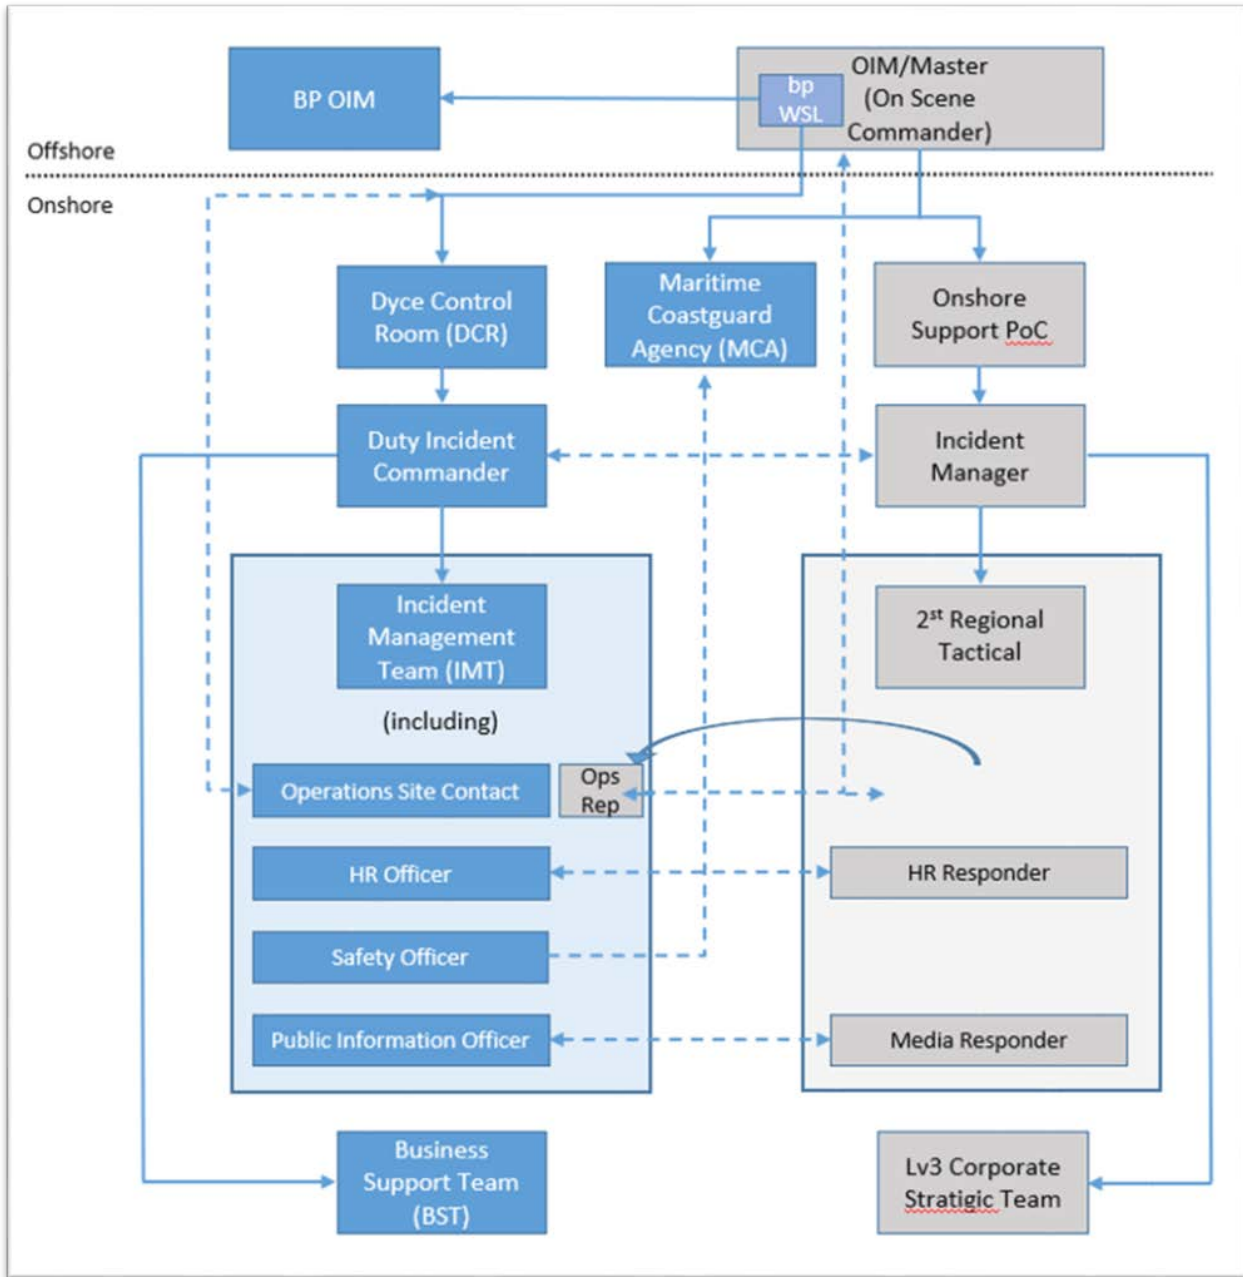 BP OIM
OIM/Master
(On Scene
Commander)
bp
WSL
Offshore
Onshore
Dyce Control
Room (DCR)
Maritime
Coastguard
Agency (MCA)
Onshore
Support PoC
Duty Incident
Commander
Incident
Manager
Incident
Management
Team (IMT)
(including)
2st Regional
Tactical
Operations Site Contact
Ops
Rep
HR Officer
HR Responder
Safety Officer
Public Information Officer
Media Responder
Business
Support Team
(BST)
Lv3 Corporate
Stratigic Team